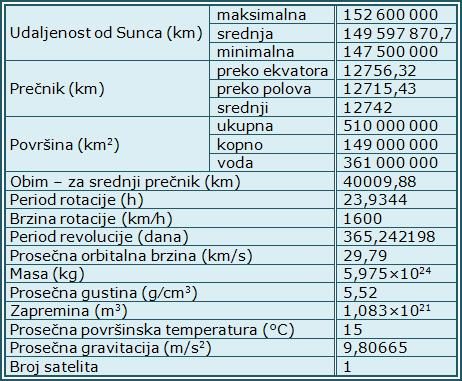 Udaljenost od Sunca (km) maksimalna 152 600 000
srednja 149 597 870,7
minimalna 147 500 000
Prečnik (km) preko ekvatora 12756,32
preko polova 12715,43
srednji 12742
Površina (km²) ukupna 510 000 000
kopno 149 000 000
voda 361 000 000
Obim – za srednji prečnik (km) 40009,88
Period rotacije (h) 23,9344
Brzina rotacije (km/h) 1600
Period revolucije (dana) 365,242198
Prosečna orbitalna brzina (km/s) 29,79
Masa (kg) 5,975×10²⁴
Prosečna gustina (g/cm³) 5,52
Zapremina (m³) 1,083×10²¹
Prosečna površinska temperatura (°C) 15
Prosečna gravitacija (m/s²) 9,80665
Broj satelita 1